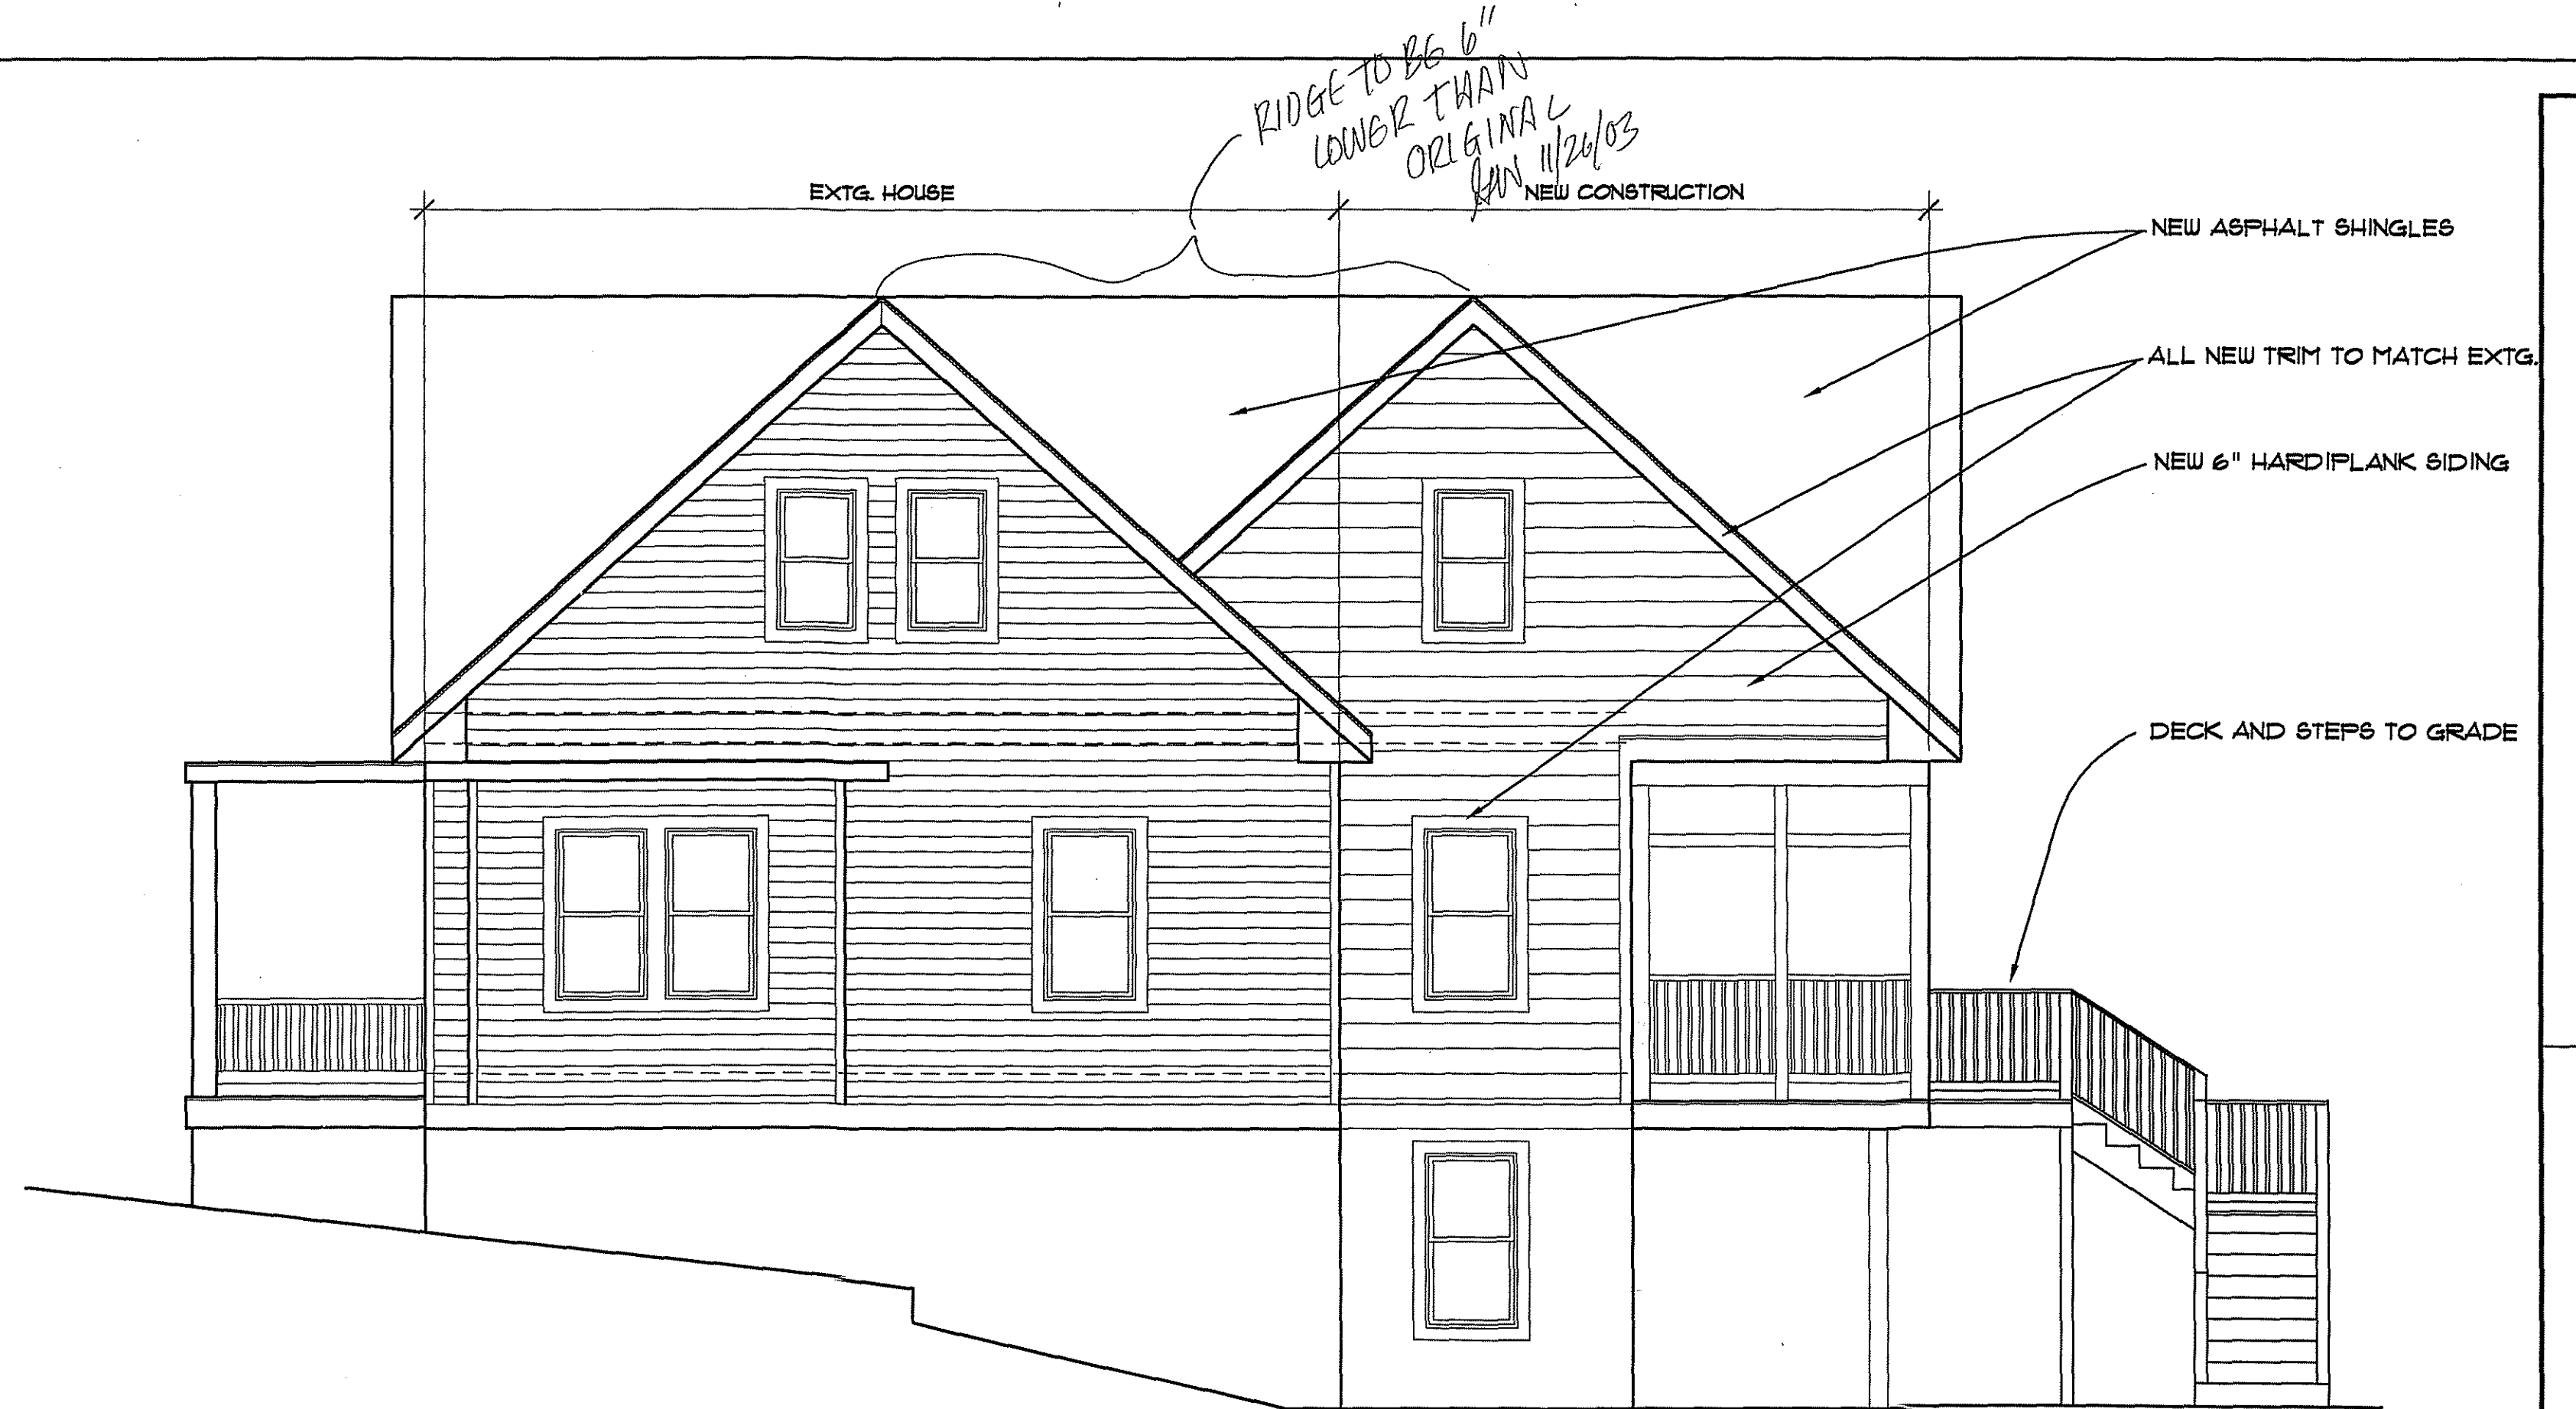 RIDGE TO BE 6"
LOWER THAN
ORIGINAL
11/26/03
EXTG. HOUSE
NEW CONSTRUCTION
NEW ASPHALT SHINGLES
ALL NEW TRIM TO MATCH EXTG.
NEW 6" HARDIPLANK SIDING
DECK AND STEPS TO GRADE